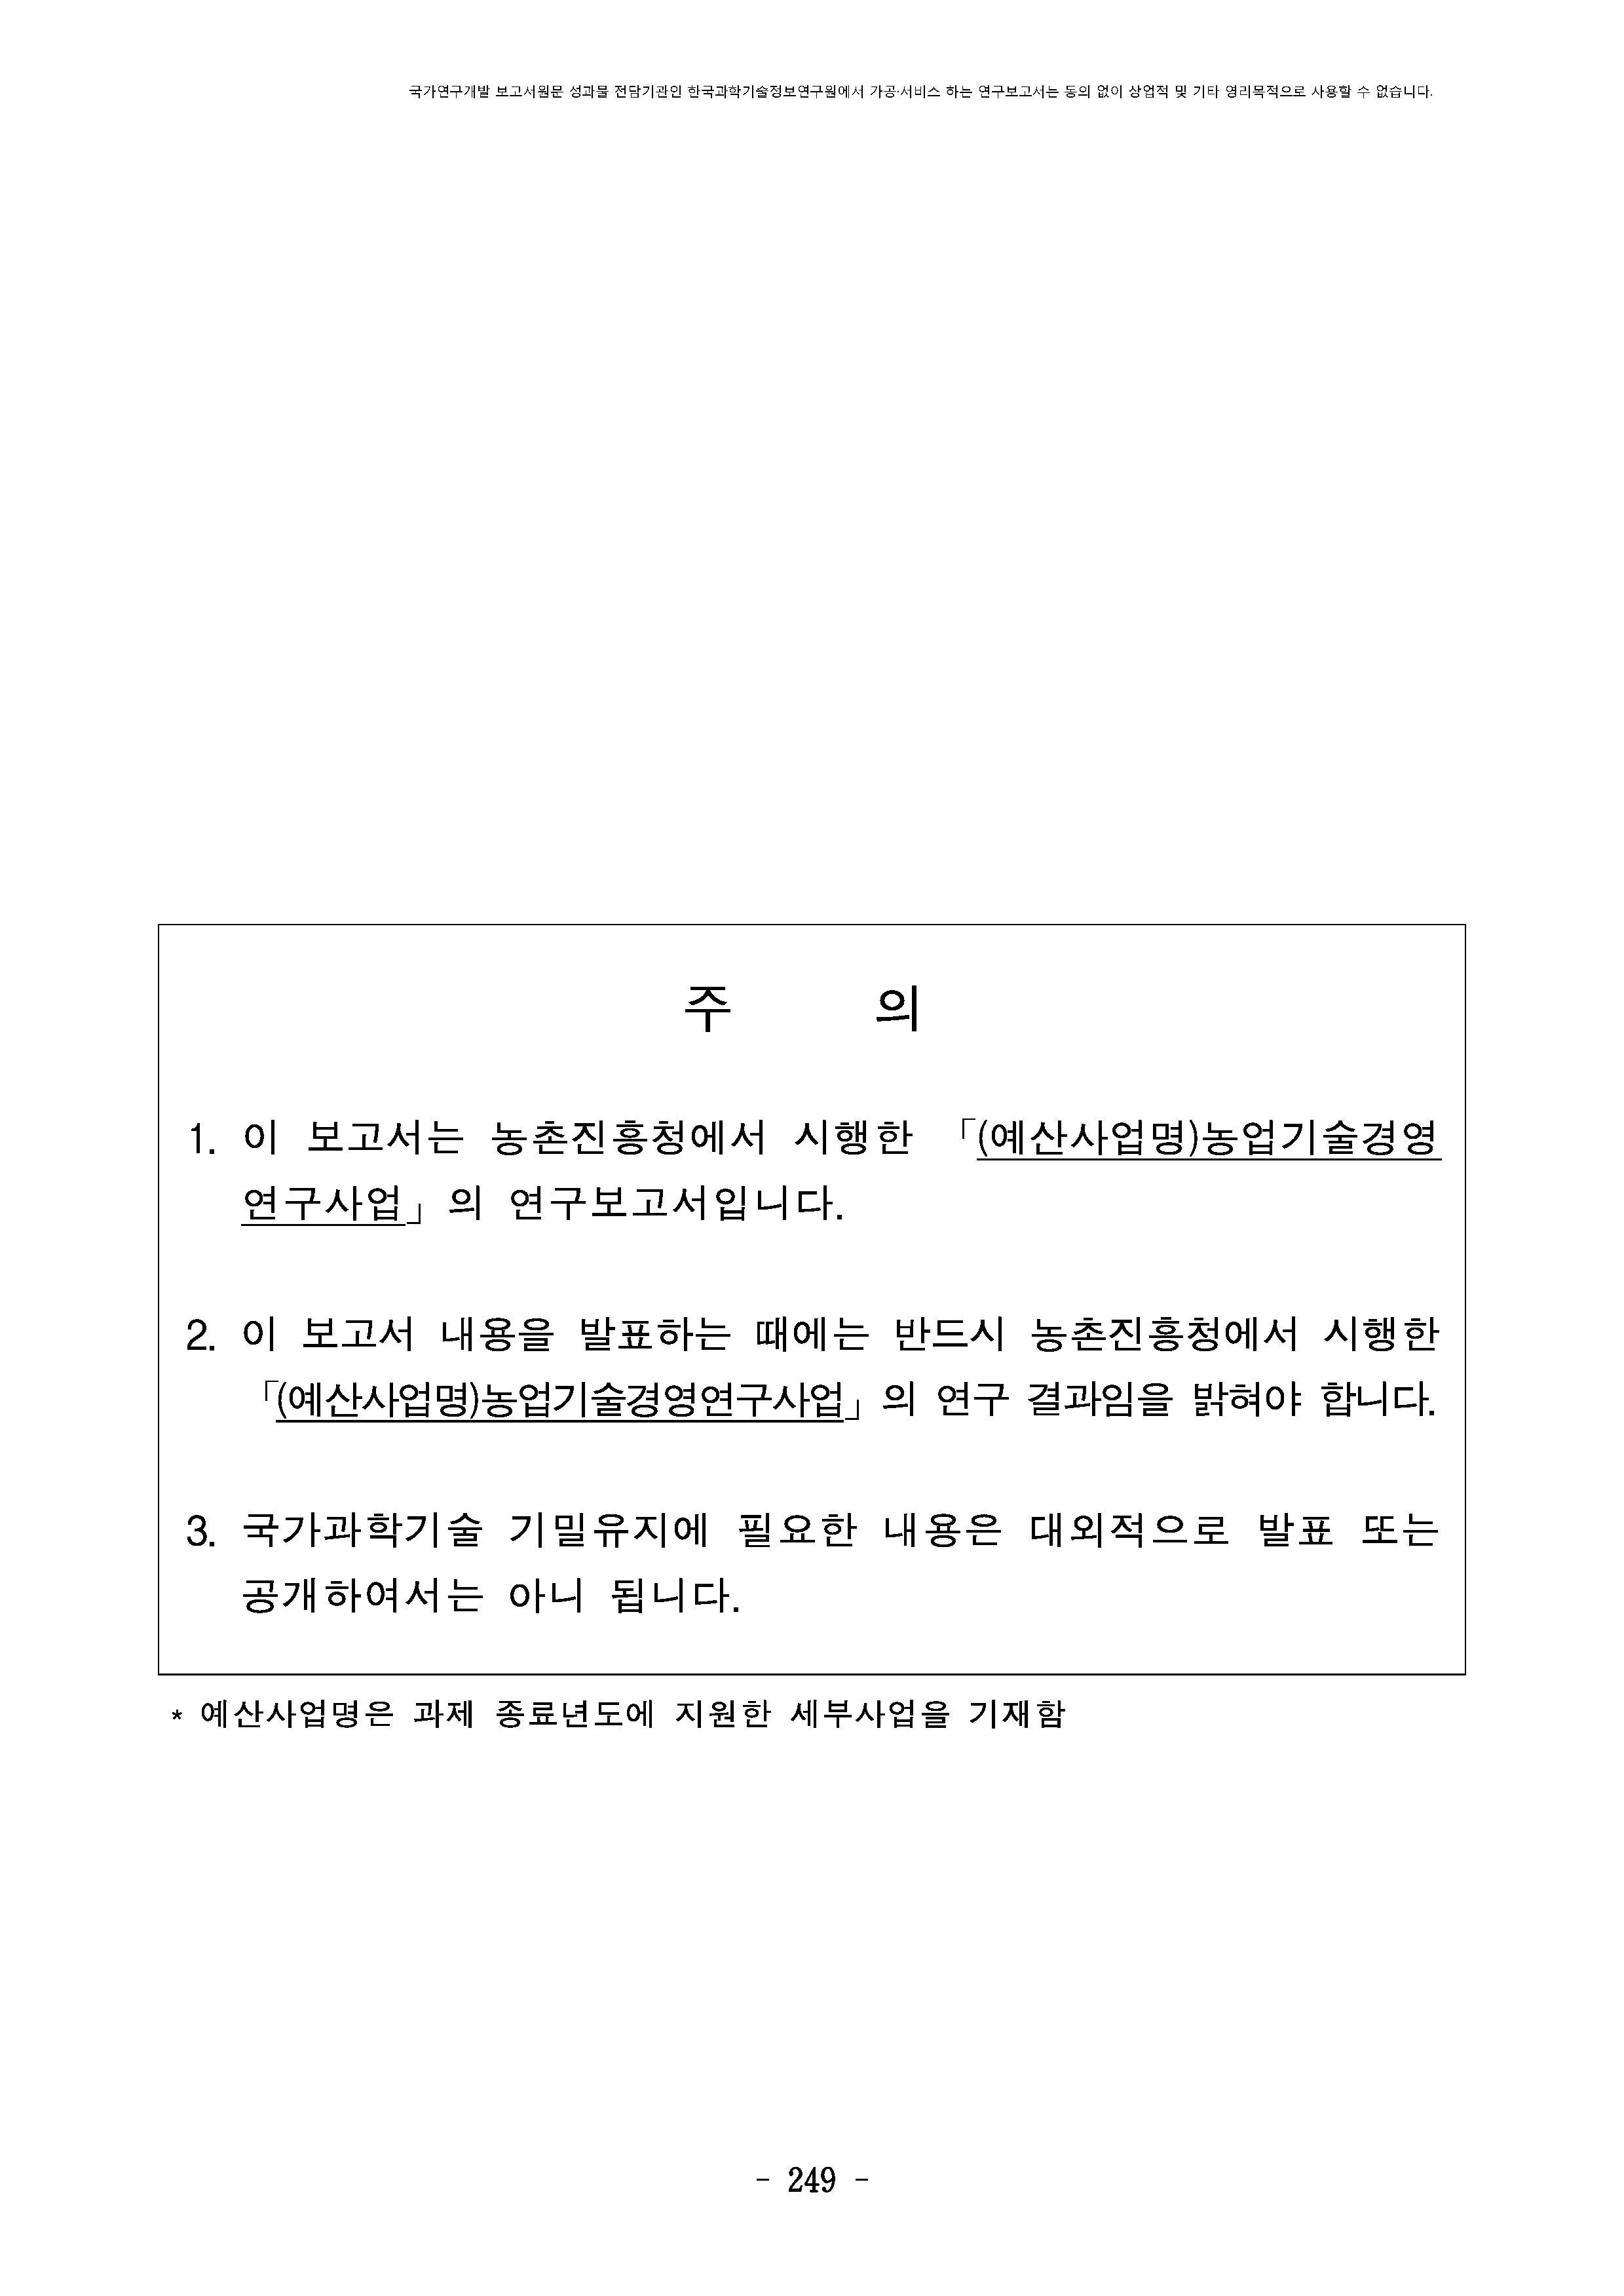 국가연구개발 보고서원문 성과물 전담기관인 한국과학기술정보연구원에서 가공·서비스 하는 연구보고서는 동의 없이 상업적 및 기타 영리목적으로 사용할 수 없습니다.
주 의
1. 이 보고서는 농촌진흥청에서 시행한 「(예산사업명)농업기술경영
연구사업」의 연구보고서입니다.
2. 이 보고서 내용을 발표하는 때에는 반드시 농촌진흥청에서 시행한
「(예산사업명)농업기술경영연구사업」의 연구 결과임을 밝혀야 합니다.
3. 국가과학기술 기밀유지에 필요한 내용은 대외적으로 발표 또는
공개하여서는 아니 됩니다.
* 예산사업명은 과제 종료년도에 지원한 세부사업을 기재함
- 249 -